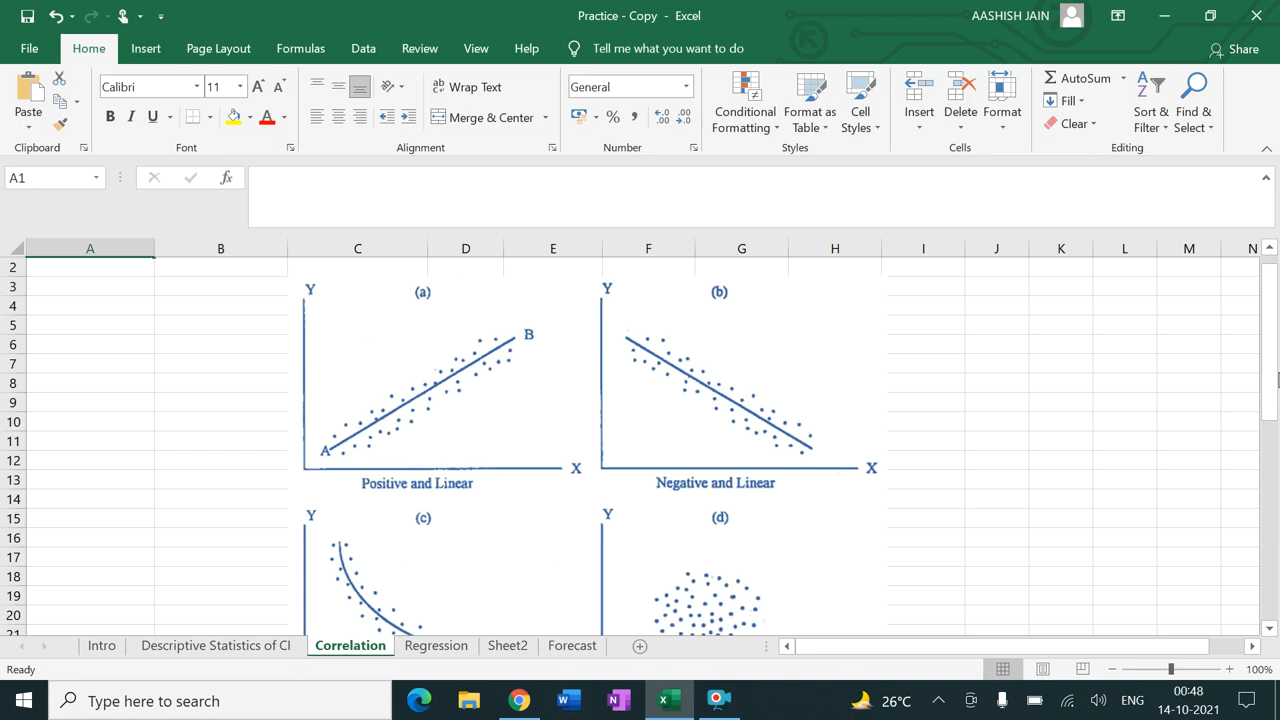 Practice - Copy - Excel
AASHISH JAIN
File Home Insert Page Layout Formulas Data Review View Help Tell me what you want to do Share
Calibri 11 Wrap Text General AutoSum
Paste B I U Merge & Center % , Conditional Formatting Format as Table Cell Styles Insert Delete Format Fill Clear Sort & Filter Find & Select
Clipboard Font Alignment Number Styles Cells Editing
A1 fx
A B C D E F G H I J K L M N
2
3
4
5
6
7
8
9
10
11
12
13
14
15
16
17
18
19
20
21
Y (a) Y (b)
B
A
X X
Positive and Linear Negative and Linear
Y (c) Y (d)
Intro Descriptive Statistics of CI Correlation Regression Sheet2 Forecast
Ready 100%
Type here to search 26°C ENG 00:48
14-10-2021